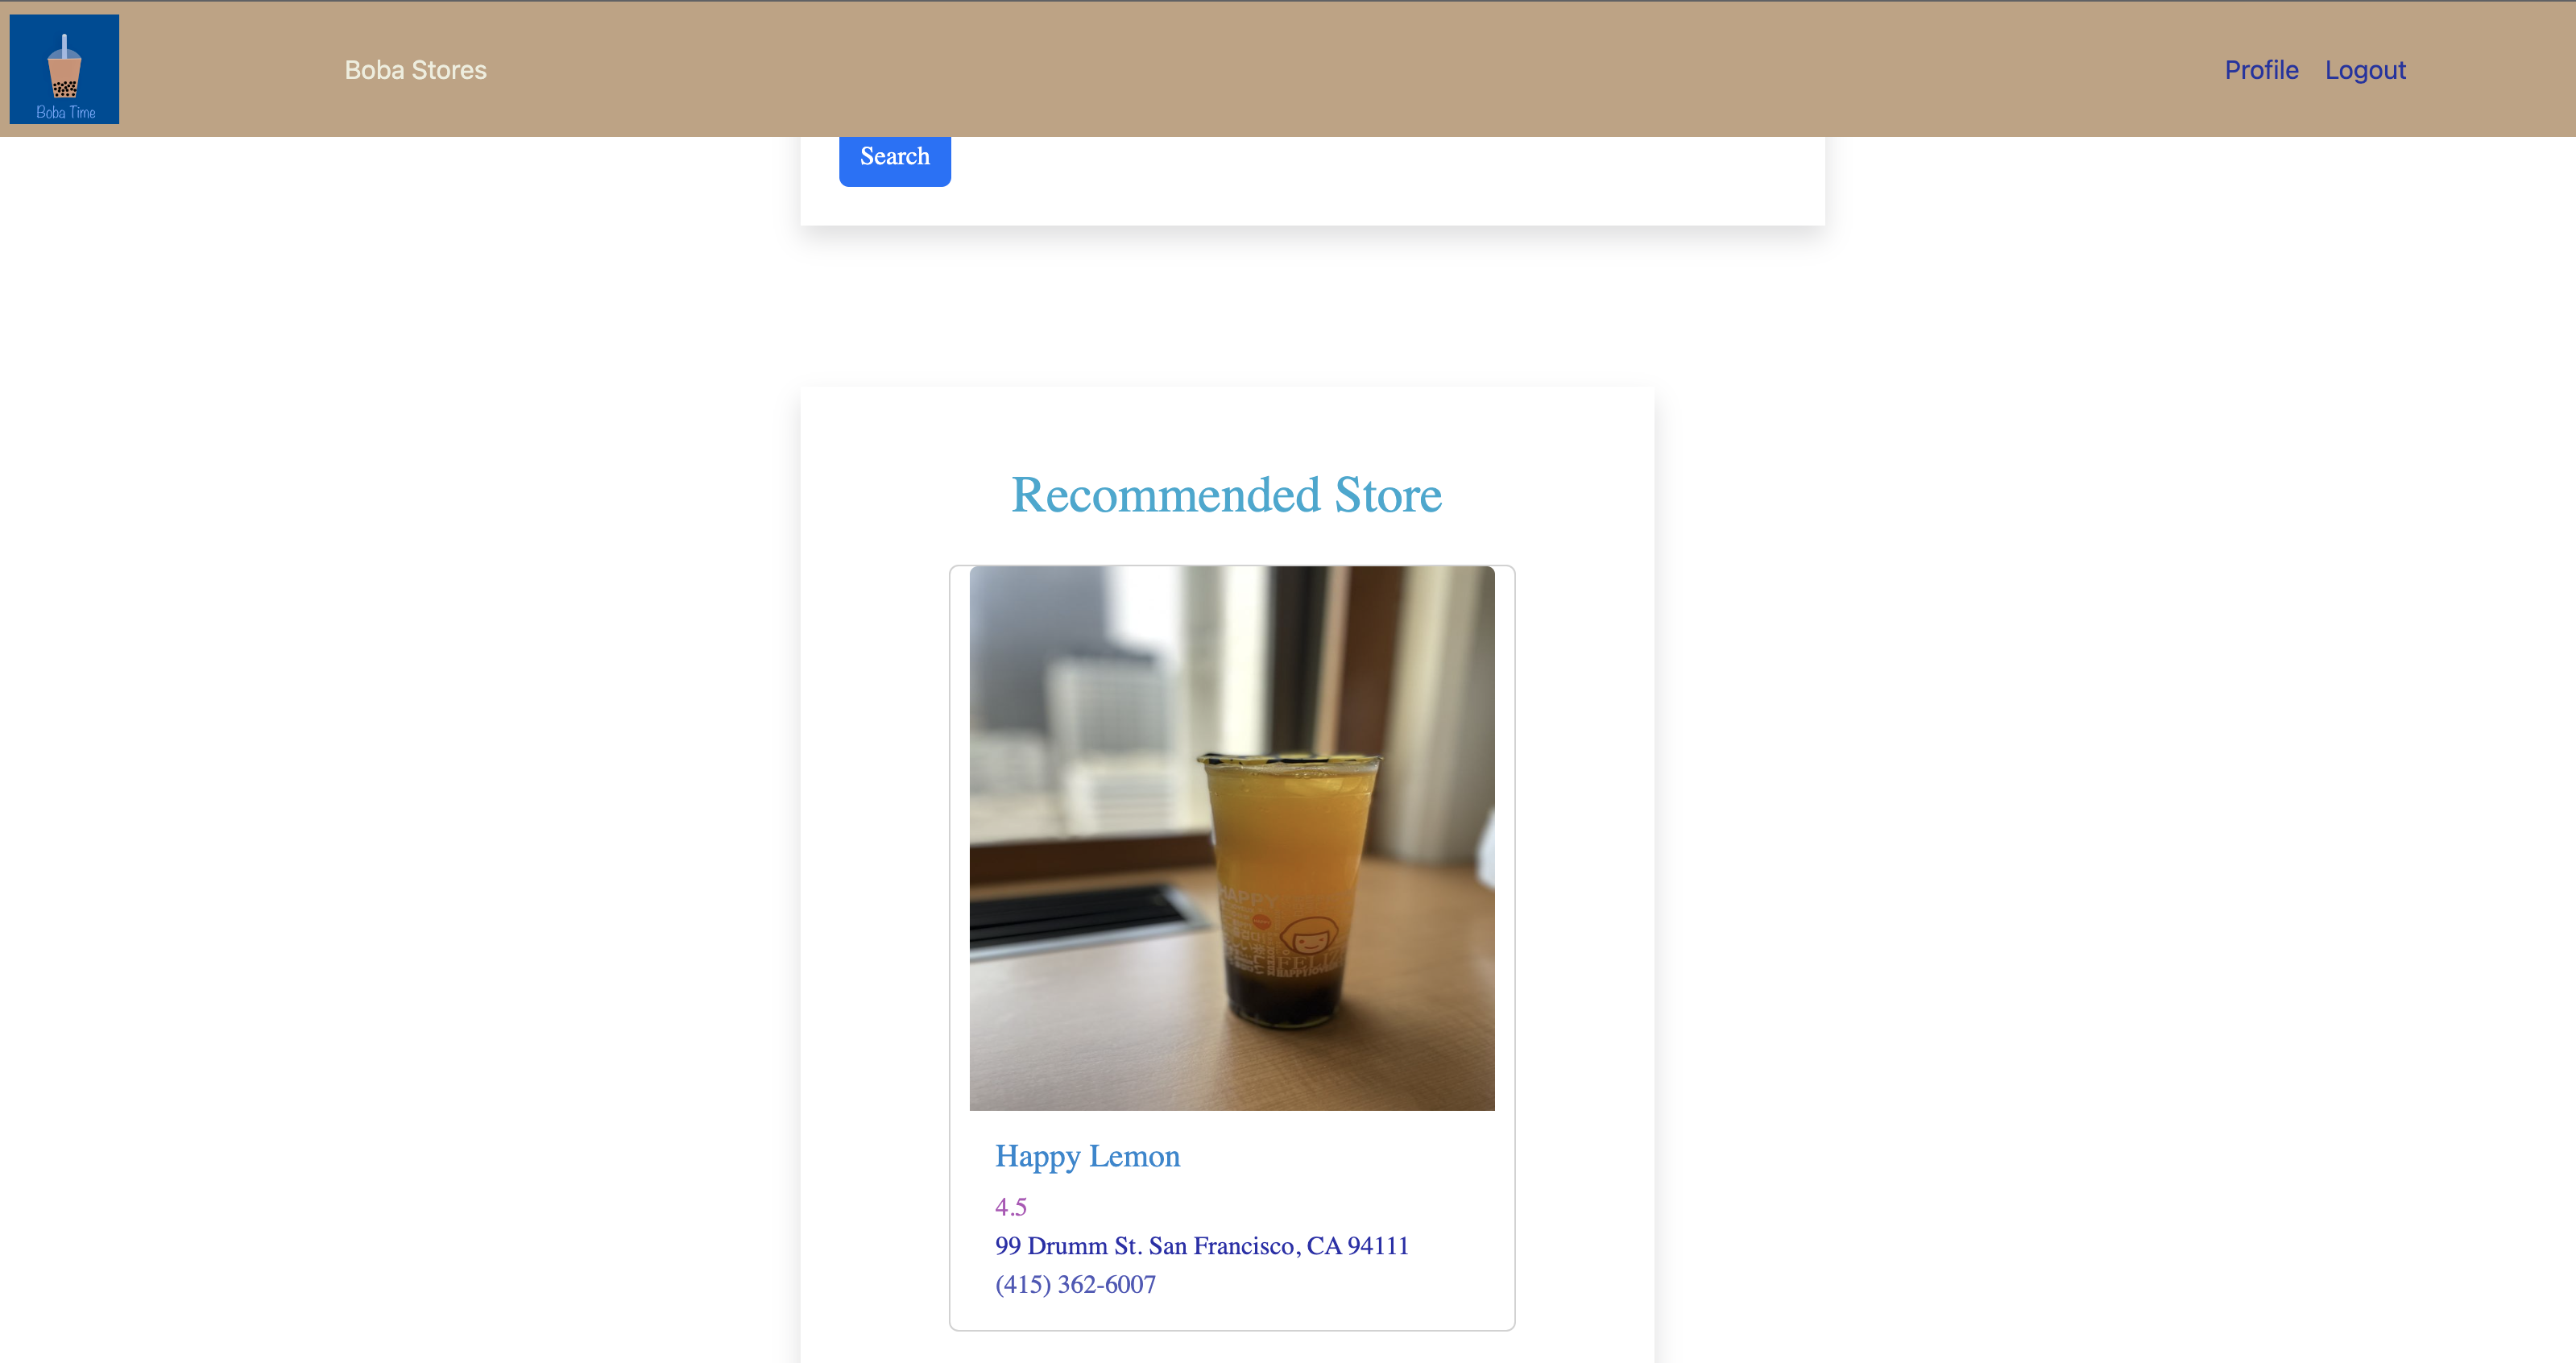 Boba Time
Boba Stores
Profile
Logout
Search
Recommended Store
HAPPY
FELIZ
Happy Lemon
4.5
99 Drumm St. San Francisco, CA 94111
(415) 362-6007